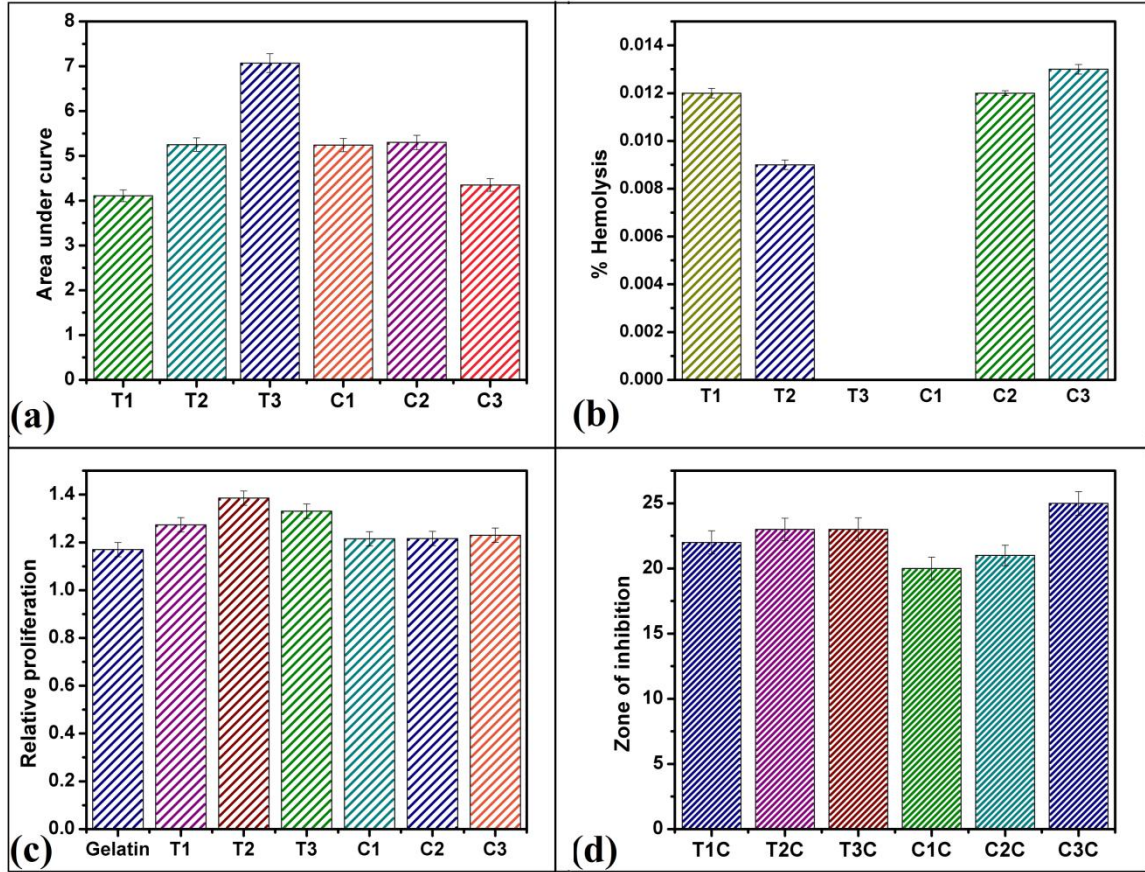 8
7
6
5
4
3
2
1
0
Area under curve
T1 T2 T3 C1 C2 C3
(a)
0.014
0.012
0.010
0.008
0.006
0.004
0.002
0.000
% Hemolysis
T1 T2 T3 C1 C2 C3
(b)
1.4
1.2
1.0
0.8
0.6
0.4
0.2
0.0
Relative proliferation
Gelatin T1 T2 T3 C1 C2 C3
(c)
25
20
15
10
5
0
Zone of inhibition
T1C T2C T3C C1C C2C C3C
(d)